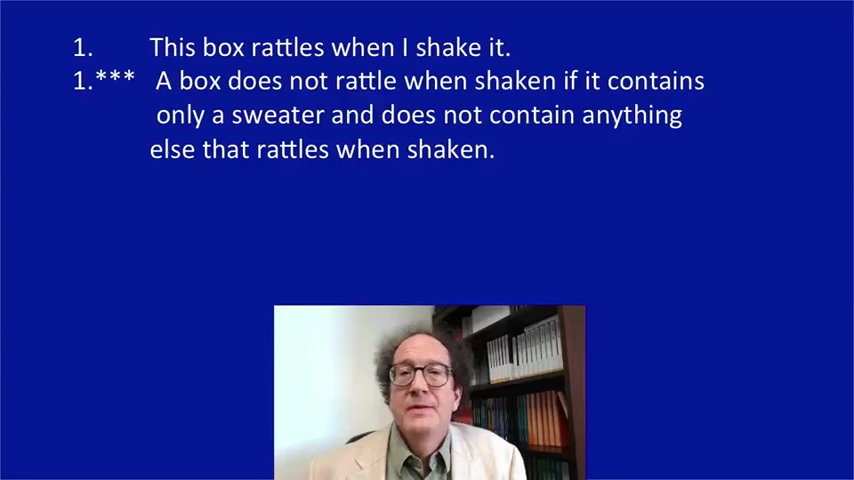 1. This box rattles when I shake it.
1.*** A box does not rattle when shaken if it contains
only a sweater and does not contain anything
else that rattles when shaken.